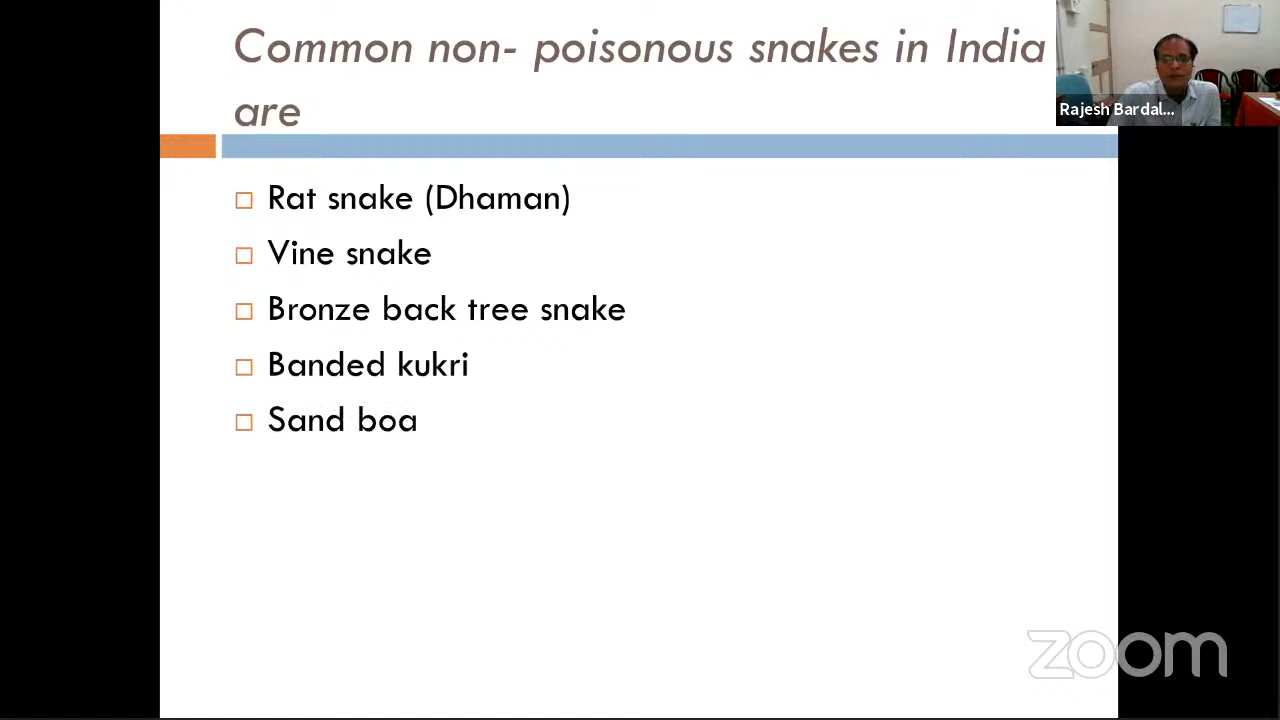 Common non- poisonous snakes in India
are
Rajesh Bardal...
Rat snake (Dhaman)
Vine snake
Bronze back tree snake
Banded kukri
Sand boa
zoom